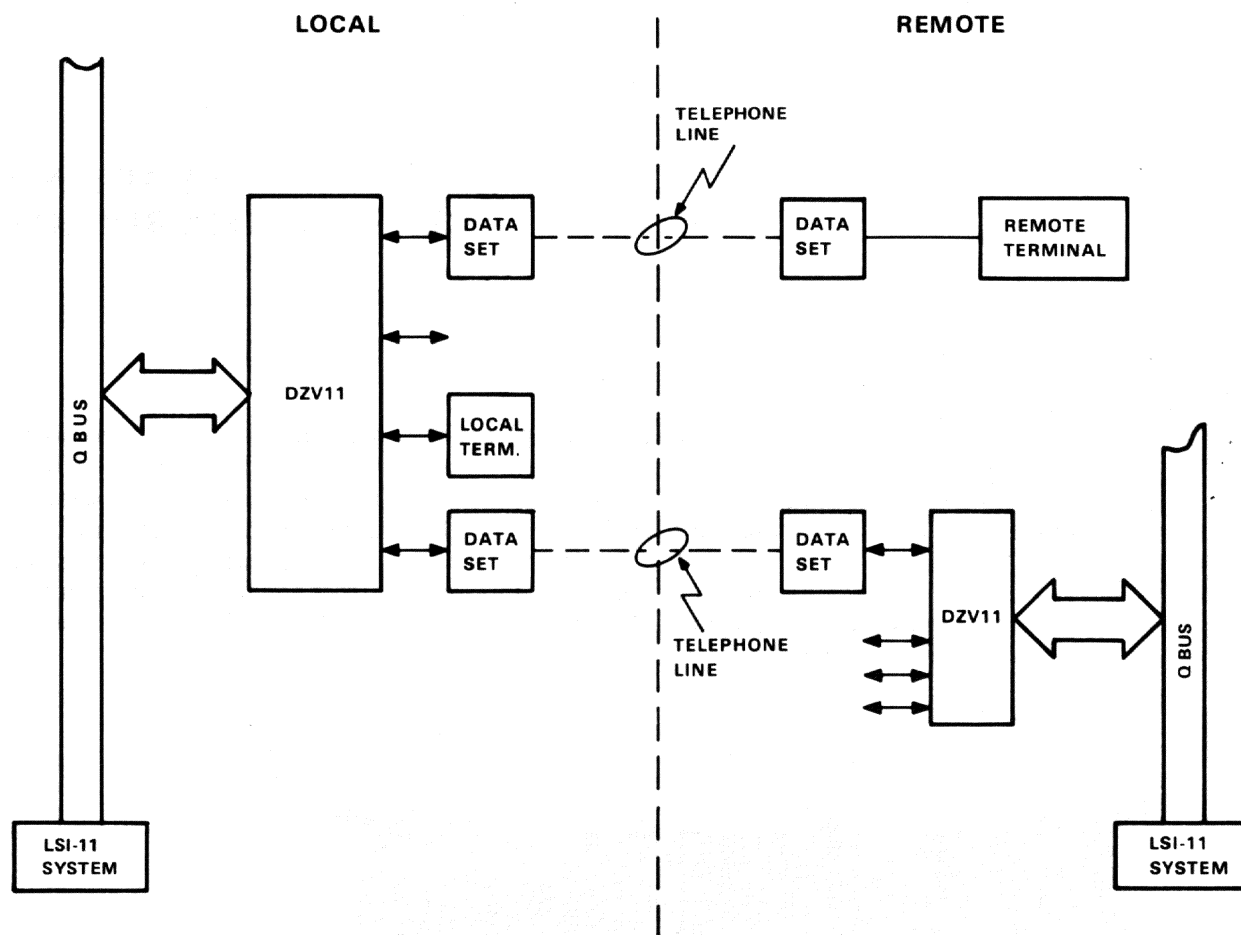 LOCAL
REMOTE
TELEPHONE
LINE
DATA
SET
DATA
SET
REMOTE
TERMINAL
Q BUS
DZV11
LOCAL
TERM.
DATA
SET
DATA
SET
DZV11
Q BUS
TELEPHONE
LINE
LSI-11
SYSTEM
LSI-11
SYSTEM